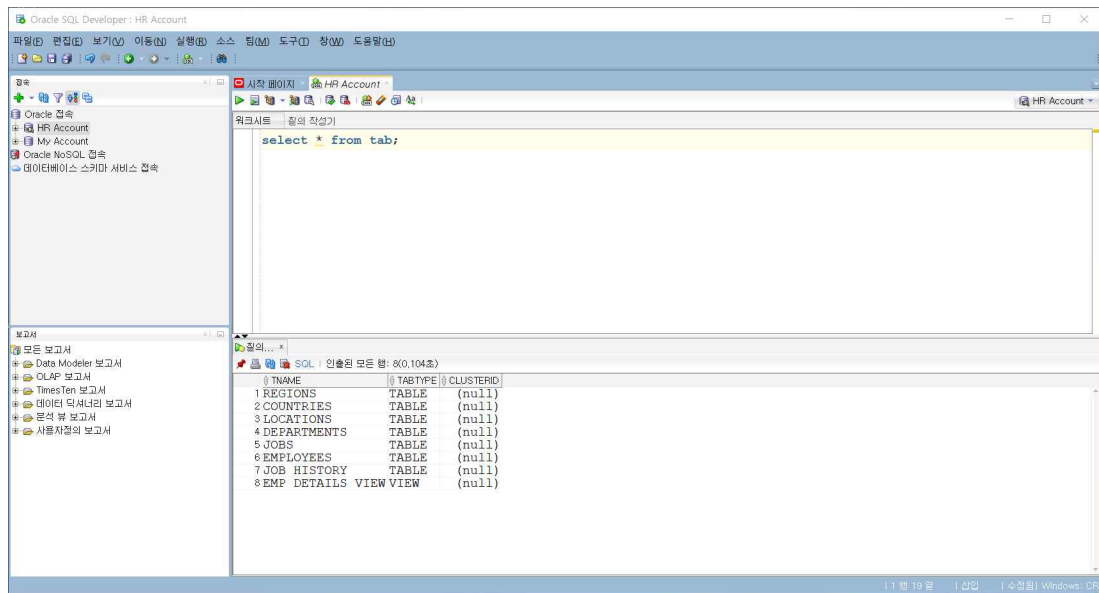 Oracle SQL Developer : HR Account
파일(F) 편집(E) 보기(V) 이동(N) 실행(R) 소스 팀(M) 도구(T) 창(W) 도움말(H)
접속
시작 페이지
HR Account
Oracle 접속
HR Account
HR Account
My Account
Oracle NoSQL 접속
데이터베이스 스키마 서비스 접속
워크시트 질의 작성기
select * from tab;
보고서
모든 보고서
Data Modeler 보고서
OLAP 보고서
TimesTen 보고서
데이터 딕셔너리 보고서
분석 뷰 보고서
사용자정의 보고서
질의...
SQL | 인출된 모든 행: 8(0,104초)
TNAME TABTYPE CLUSTERID
1 REGIONS TABLE (null)
2 COUNTRIES TABLE (null)
3 LOCATIONS TABLE (null)
4 DEPARTMENTS TABLE (null)
5 JOBS TABLE (null)
6 EMPLOYEES TABLE (null)
7 JOB HISTORY TABLE (null)
8 EMP DETAILS VIEW VIEW (null)
| 1 행 19 열 | 삽입 | 수정됨 | Windows: CR